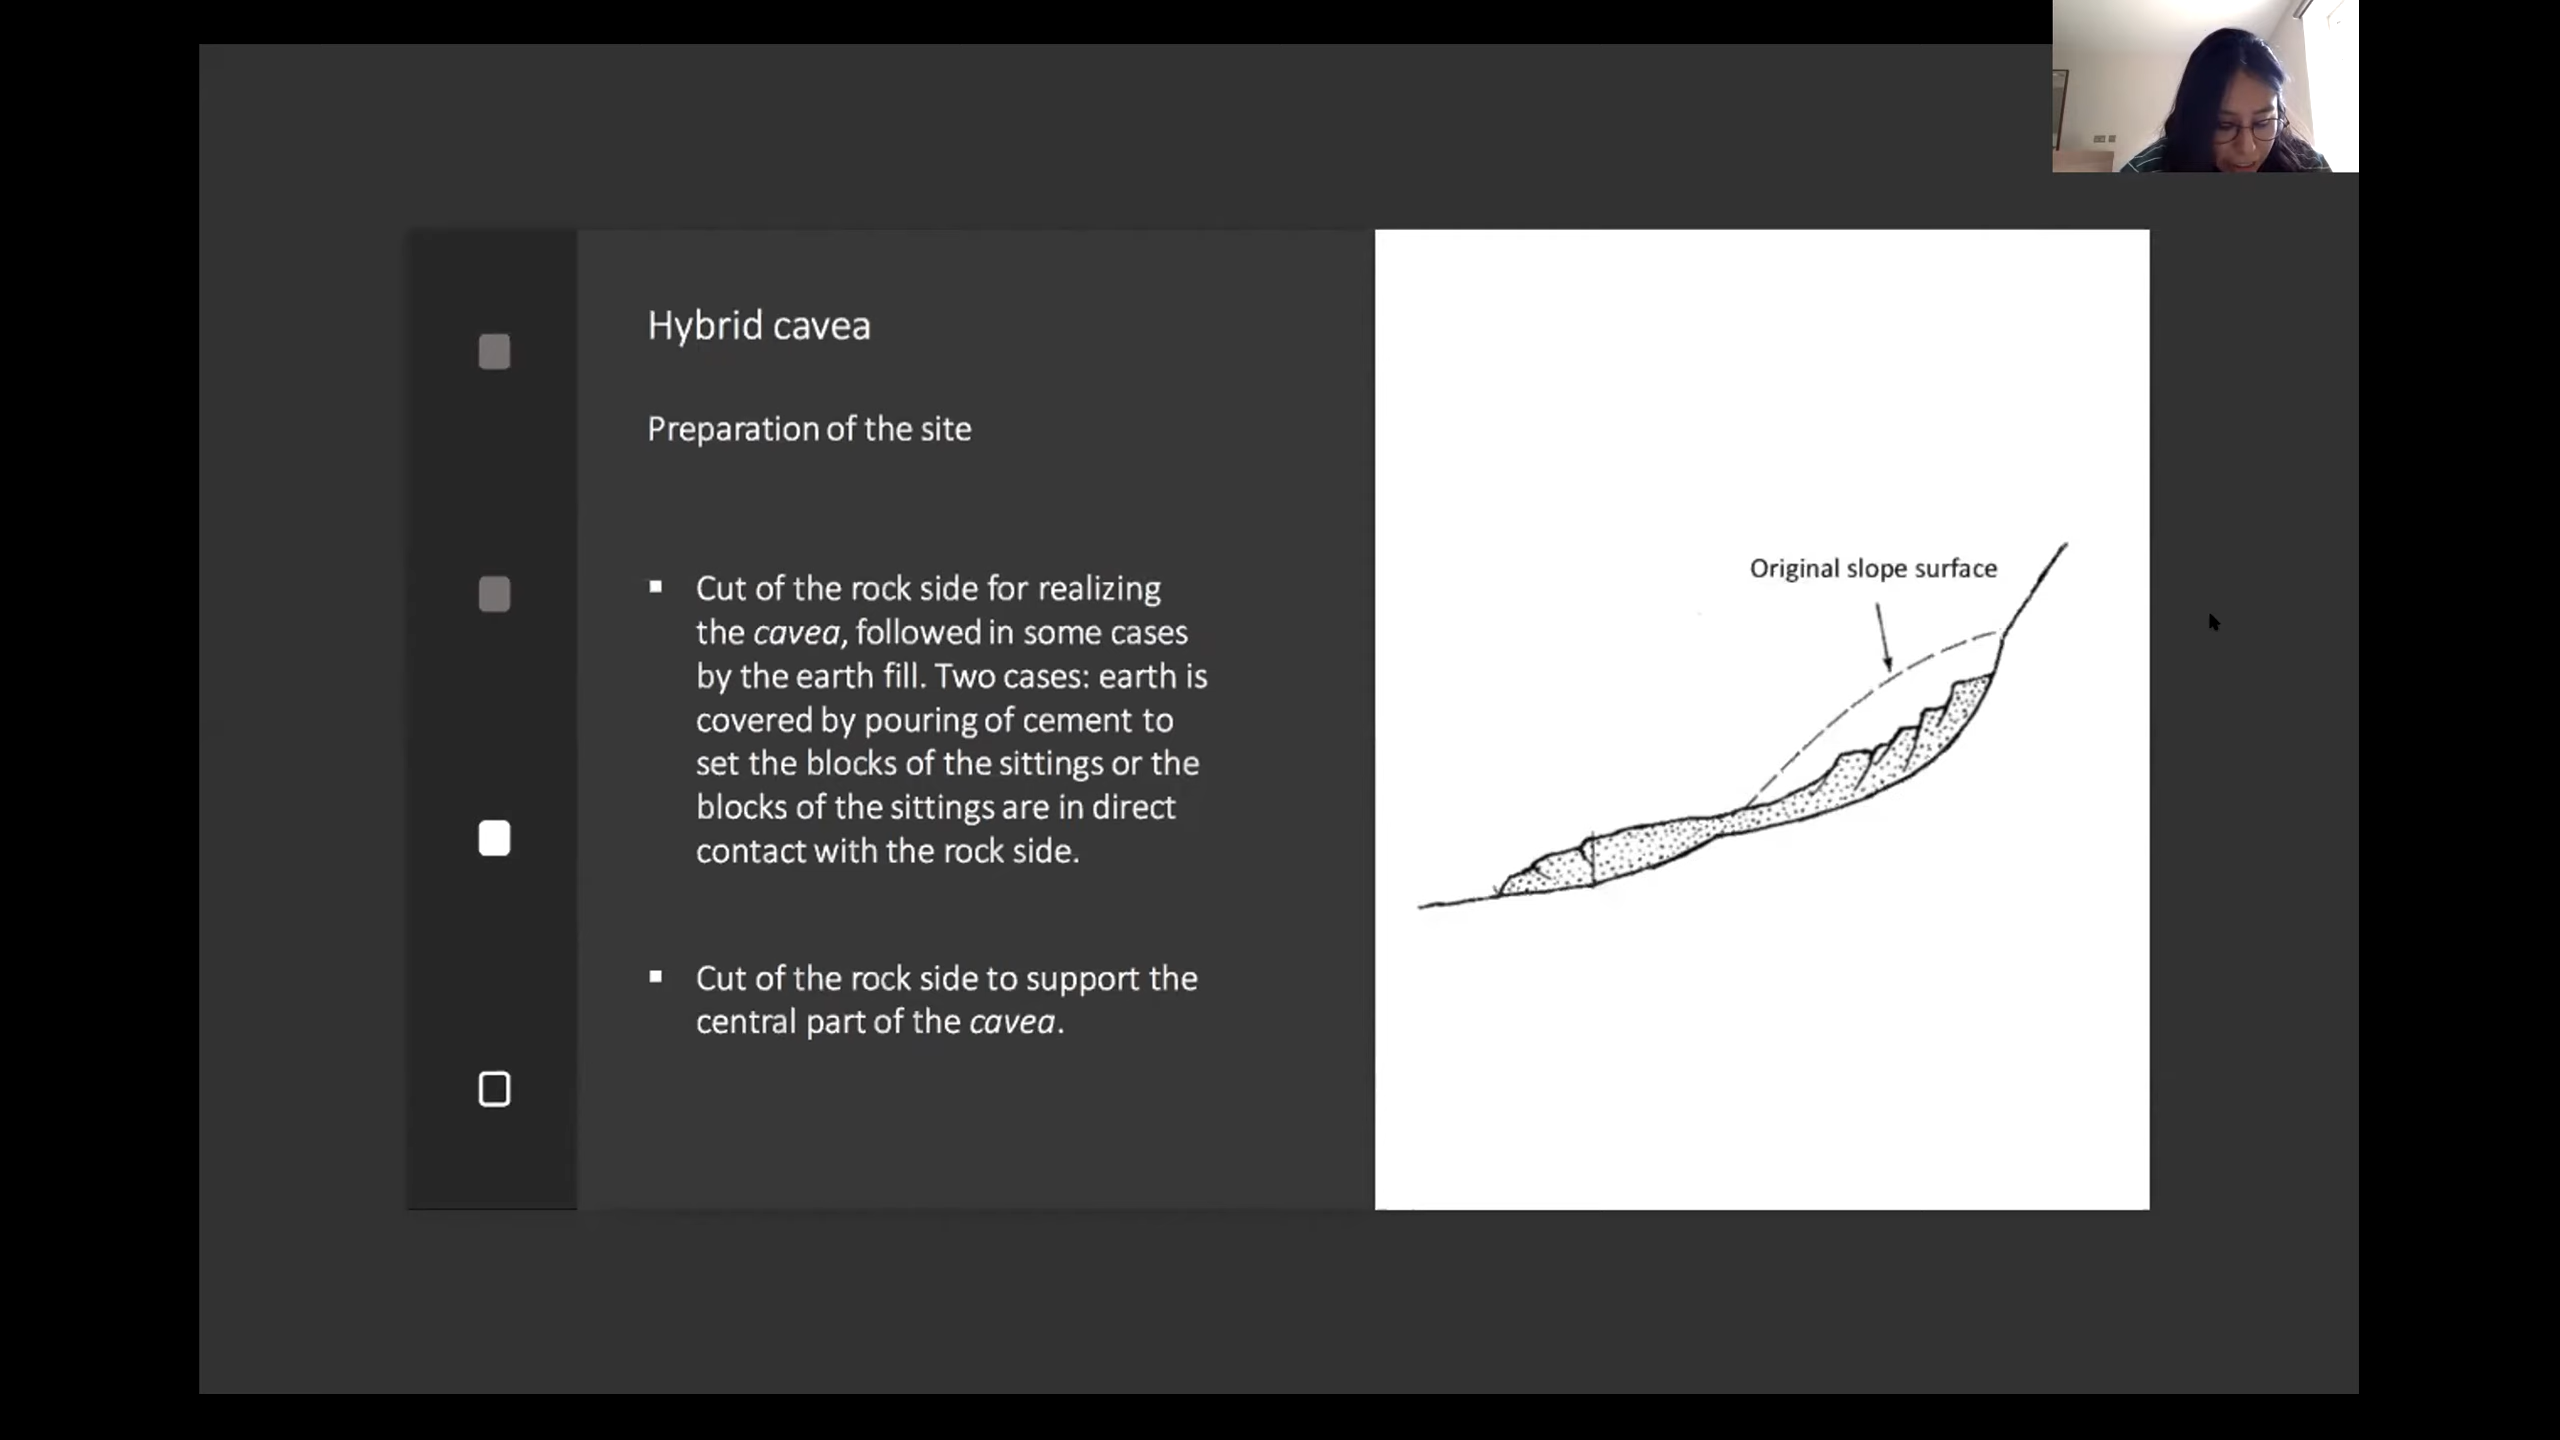 Hybrid cavea
Preparation of the site
▪ Cut of the rock side for realizing
the cavea, followed in some cases
by the earth fill. Two cases: earth is
covered by pouring of cement to
set the blocks of the sittings or the
blocks of the sittings are in direct
contact with the rock side.
▪ Cut of the rock side to support the
central part of the cavea.
Original slope surface